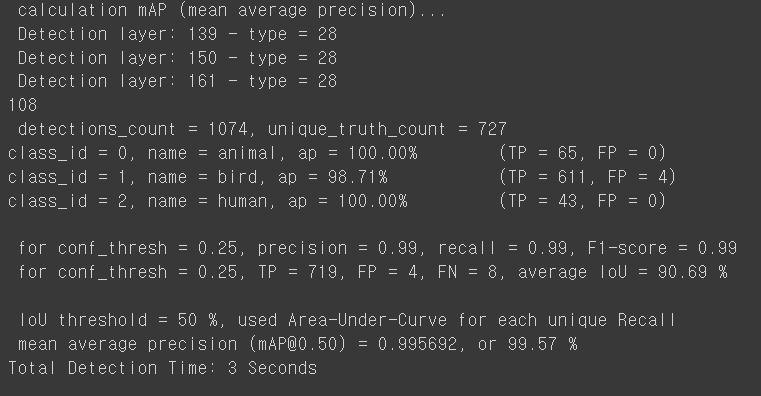 calculation mAP (mean average precision)...
Detection layer: 139 - type = 28
Detection layer: 150 - type = 28
Detection layer: 161 - type = 28
108
detections_count = 1074, unique_truth_count = 727
class_id = 0, name = animal, ap = 100.00% (TP = 65, FP = 0)
class_id = 1, name = bird, ap = 98.71% (TP = 611, FP = 4)
class_id = 2, name = human, ap = 100.00% (TP = 43, FP = 0)
for conf_thresh = 0.25, precision = 0.99, recall = 0.99, F1-score = 0.99
for conf_thresh = 0.25, TP = 719, FP = 4, FN = 8, average IoU = 90.69 %
IoU threshold = 50 %, used Area-Under-Curve for each unique Recall
mean average precision (mAP@0.50) = 0.995692, or 99.57 %
Total Detection Time: 3 Seconds